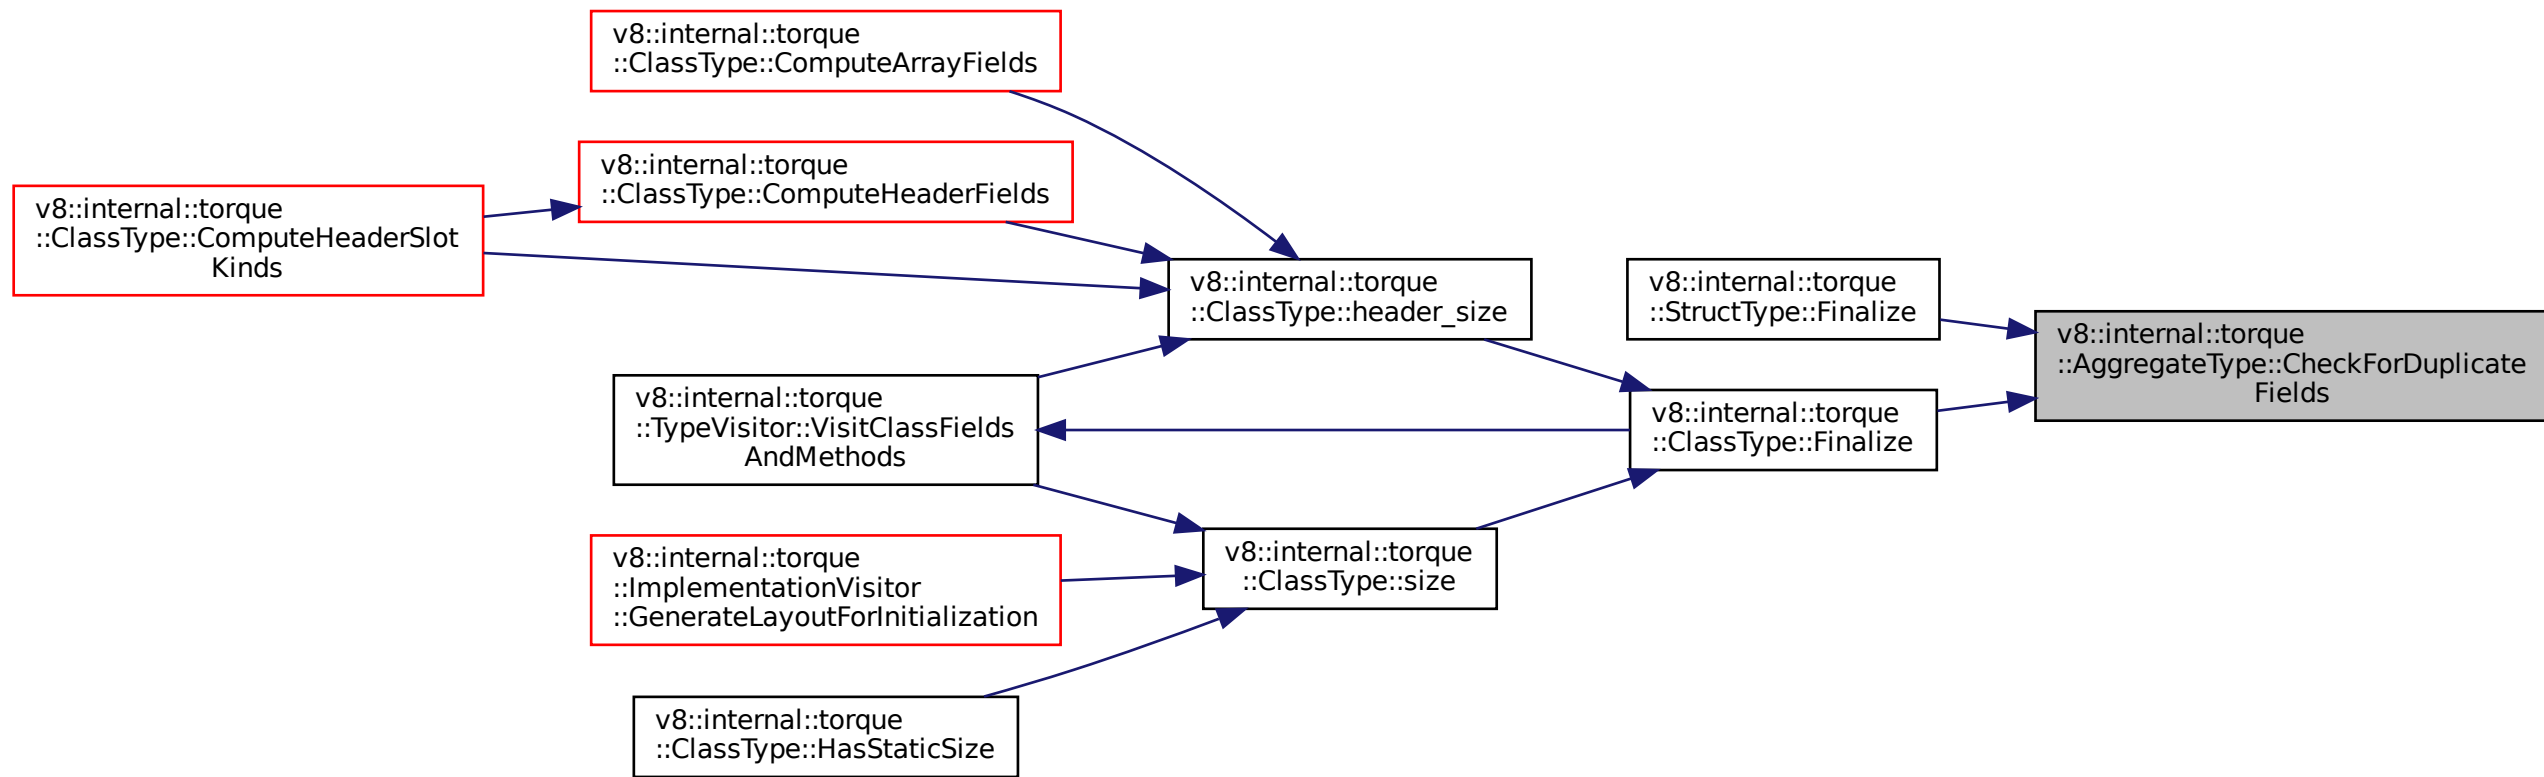 v8::internal::torque
::ClassType::ComputeArrayFields
v8::internal::torque
::ClassType::ComputeHeaderFields
v8::internal::torque
::ClassType::ComputeHeaderSlot
Kinds
v8::internal::torque
::ClassType::header_size
v8::internal::torque
::StructType::Finalize
v8::internal::torque
::AggregateType::CheckForDuplicate
Fields
v8::internal::torque
::TypeVisitor::VisitClassFields
AndMethods
v8::internal::torque
::ClassType::Finalize
v8::internal::torque
::ImplementationVisitor
::GenerateLayoutForInitialization
v8::internal::torque
::ClassType::size
v8::internal::torque
::ClassType::HasStaticSize